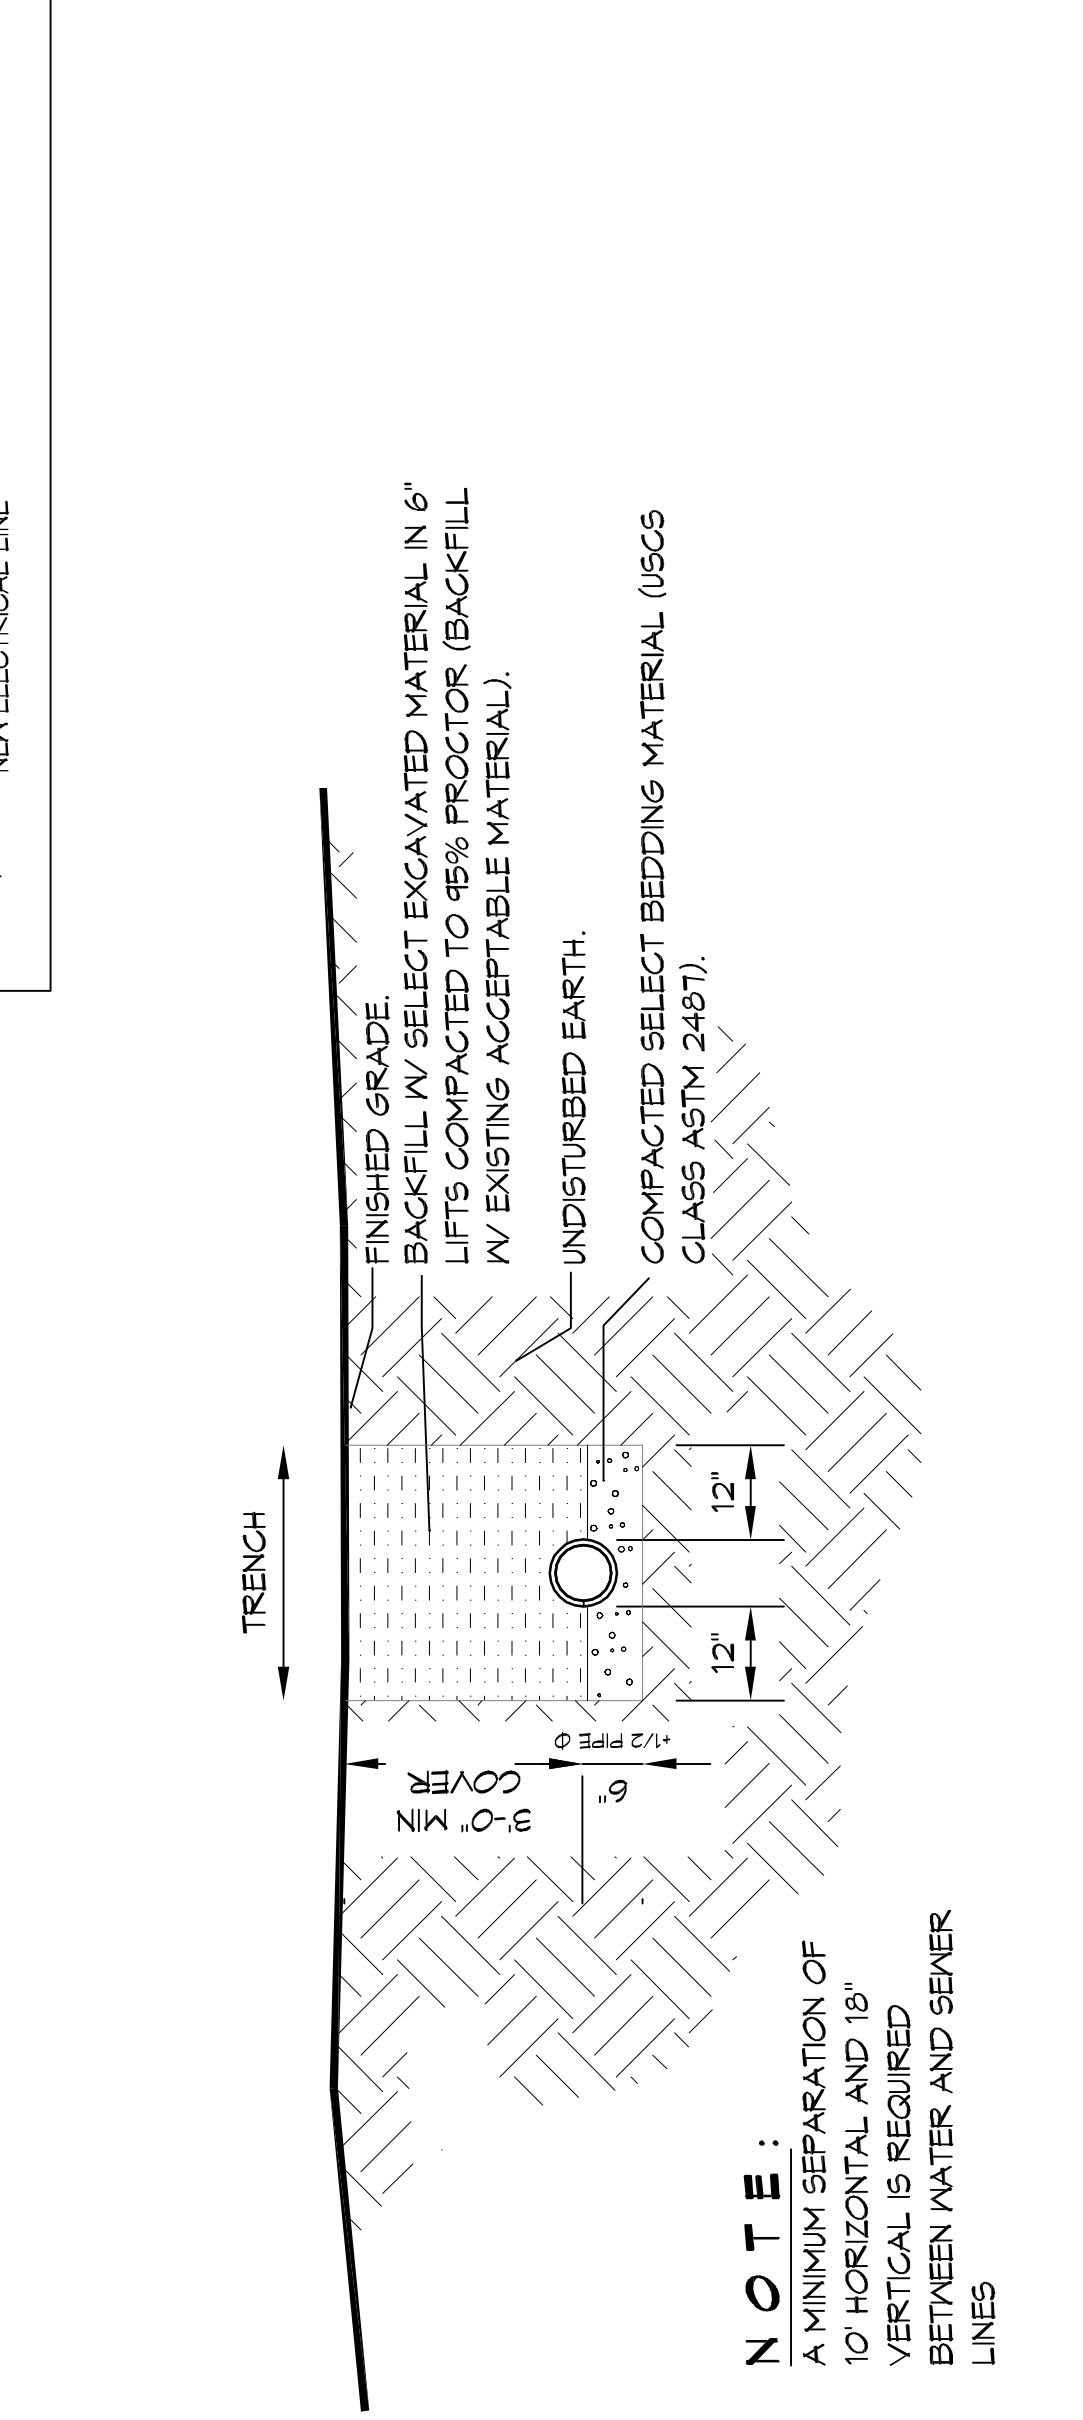 NEW ELECTRICAL LINE
TRENCH
FINISHED GRADE.
BACKFILL W/ SELECT EXCAVATED MATERIAL IN 6"
LIFTS COMPACTED TO 95% PROCTOR (BACKFILL
W/ EXISTING ACCEPTABLE MATERIAL).
UNDISTURBED EARTH.
COMPACTED SELECT BEDDING MATERIAL (USCS
CLASS ASTM 2487).
3'-0" MIN
COVER
6"
+1/2 PIPE Φ
12"
12"
NOTE:
A MINIMUM SEPARATION OF
10' HORIZONTAL AND 18"
VERTICAL IS REQUIRED
BETWEEN WATER AND SEWER
LINES